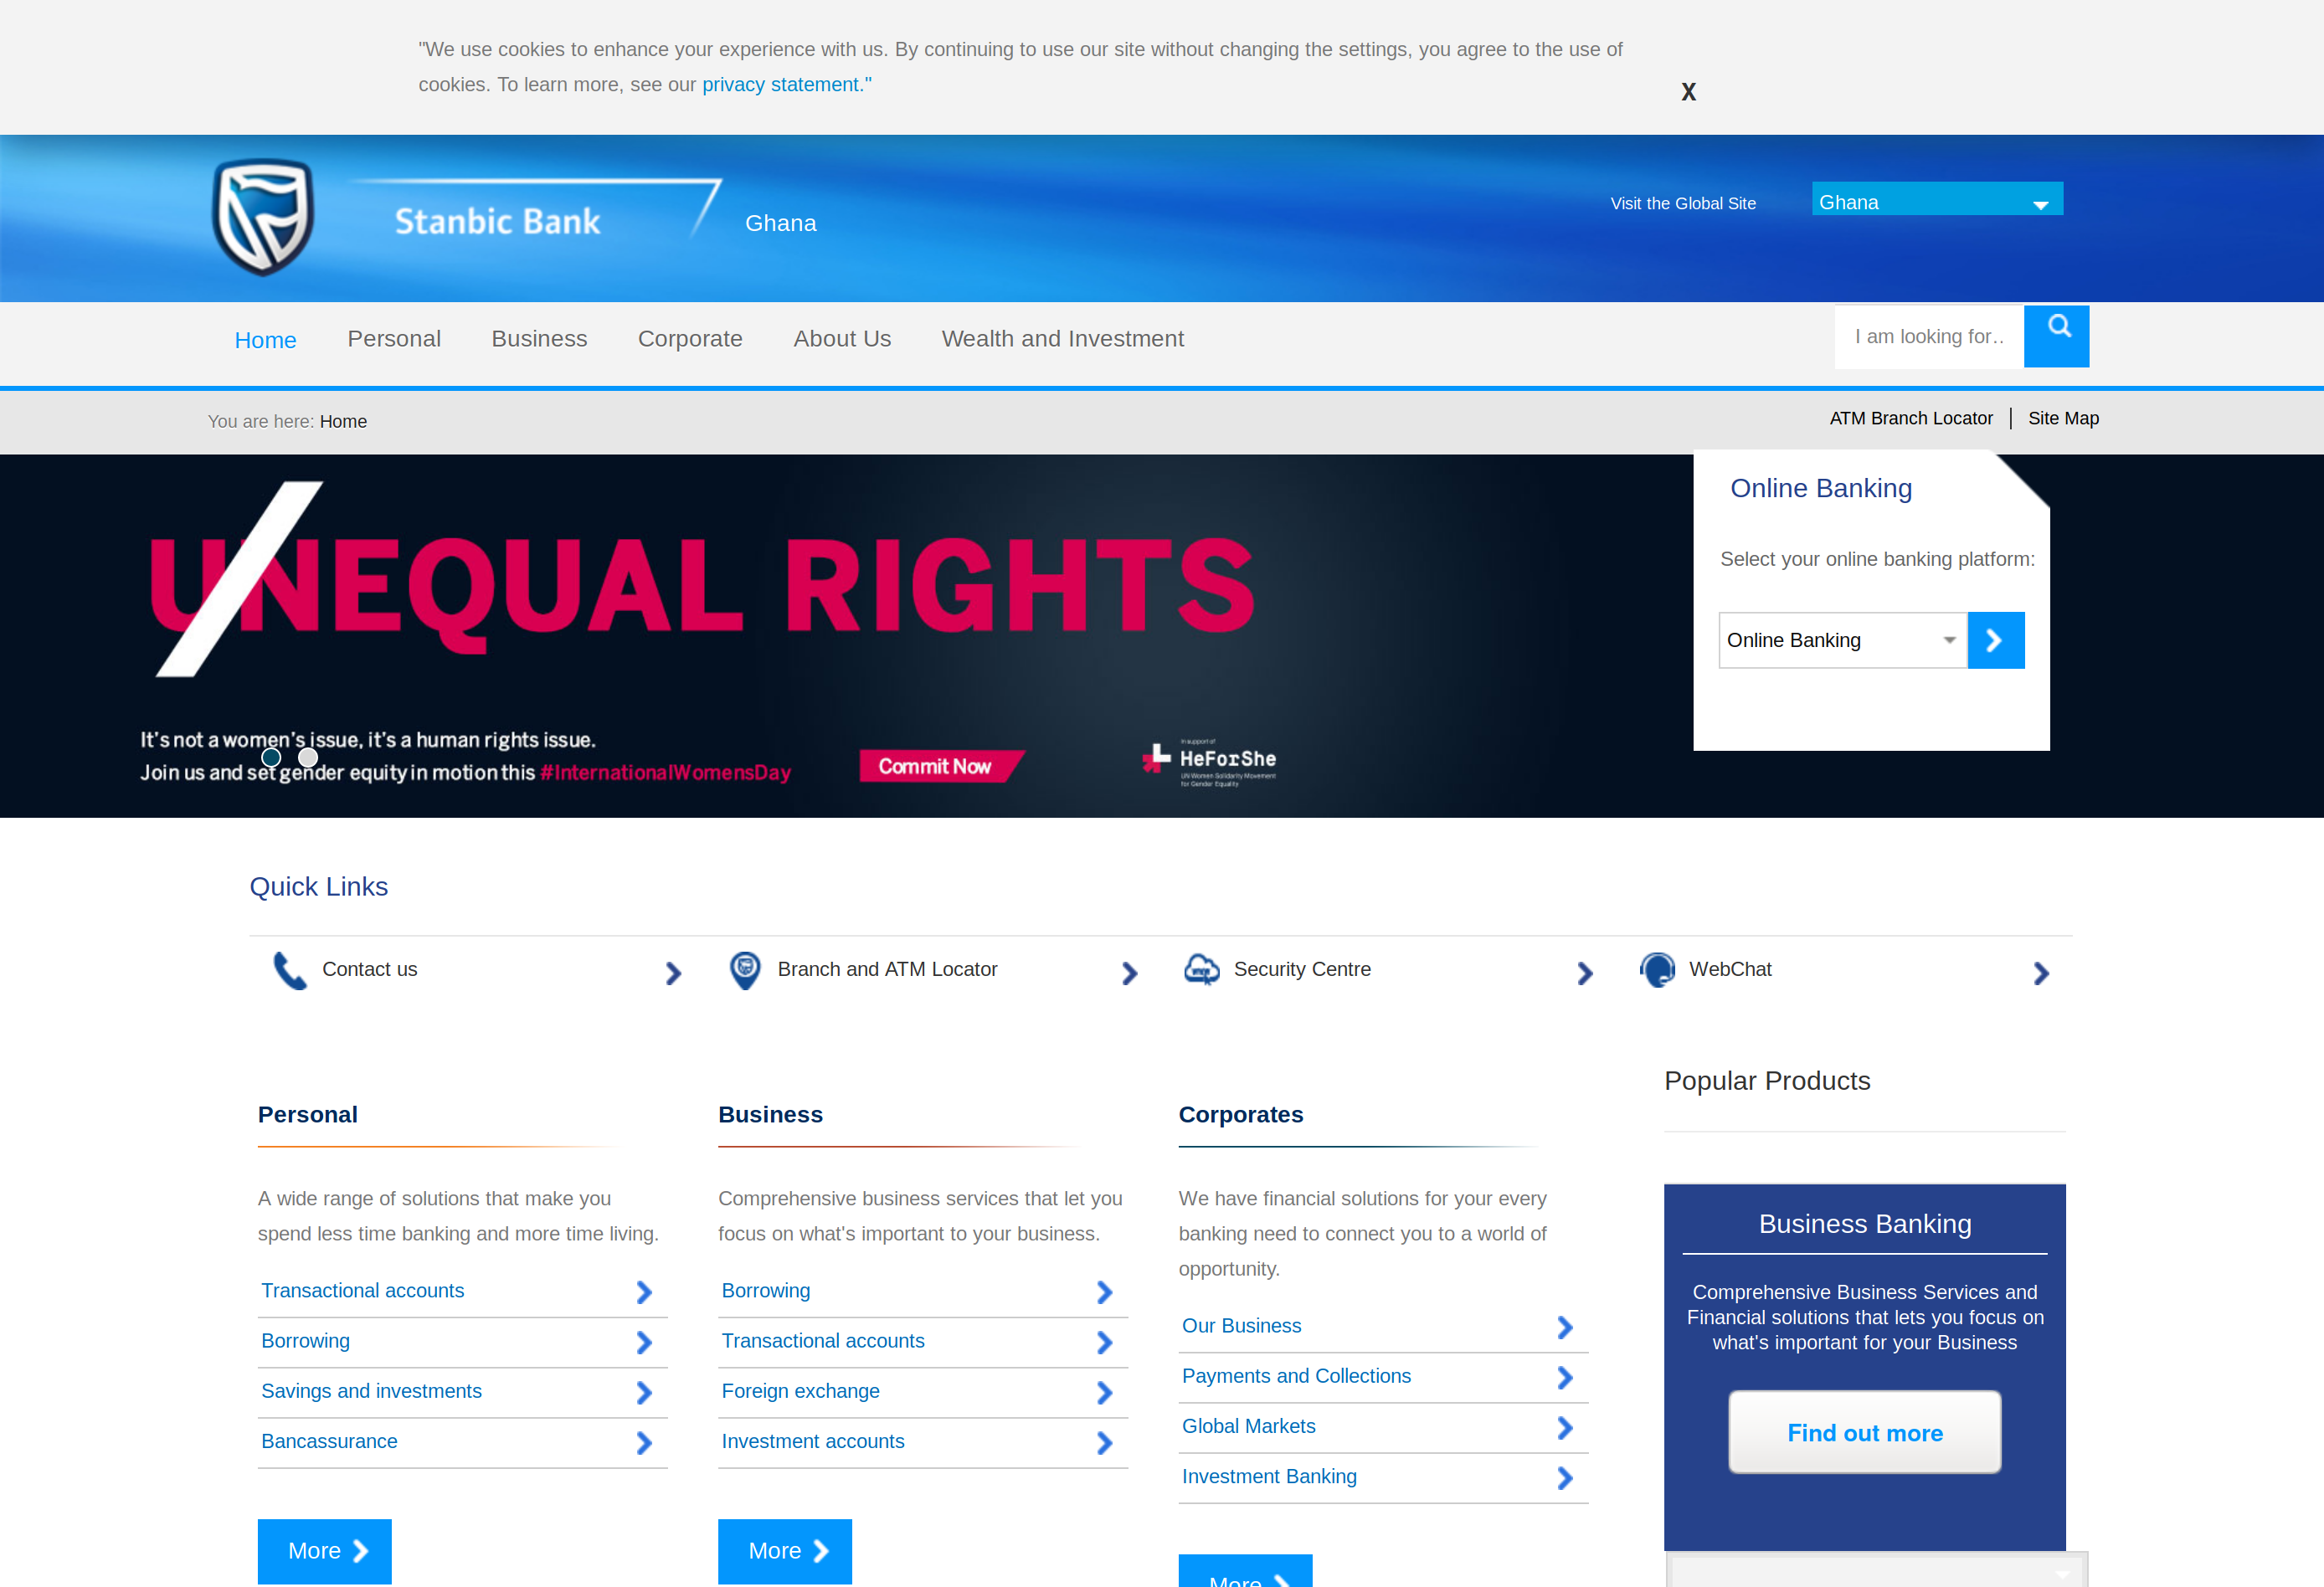 "We use cookies to enhance your experience with us. By continuing to use our site without changing the settings, you agree to the use of
cookies. To learn more, see our privacy statement."
X
Stanbic Bank
Ghana
Visit the Global Site
Ghana
Home
Personal
Business
Corporate
About Us
Wealth and Investment
I am looking for..
You are here: Home
ATM Branch Locator
Site Map
UNEQUAL RIGHTS
Online Banking
Select your online banking platform:
Online Banking
It's not a women's issue, it's a human rights issue.
Join us and set gender equity in motion this #InternationalWomensDay
Commit Now
In support of
HeForShe
UN Women Solidarity Movement
for Gender Equality
Quick Links
Contact us
Branch and ATM Locator
Security Centre
WebChat
Personal
A wide range of solutions that make you
spend less time banking and more time living.
Transactional accounts
Borrowing
Savings and investments
Bancassurance
More
Business
Comprehensive business services that let you
focus on what's important to your business.
Borrowing
Transactional accounts
Foreign exchange
Investment accounts
More
Corporates
We have financial solutions for your every
banking need to connect you to a world of
opportunity.
Our Business
Payments and Collections
Global Markets
Investment Banking
More
Popular Products
Business Banking
Comprehensive Business Services and
Financial solutions that lets you focus on
what's important for your Business
Find out more